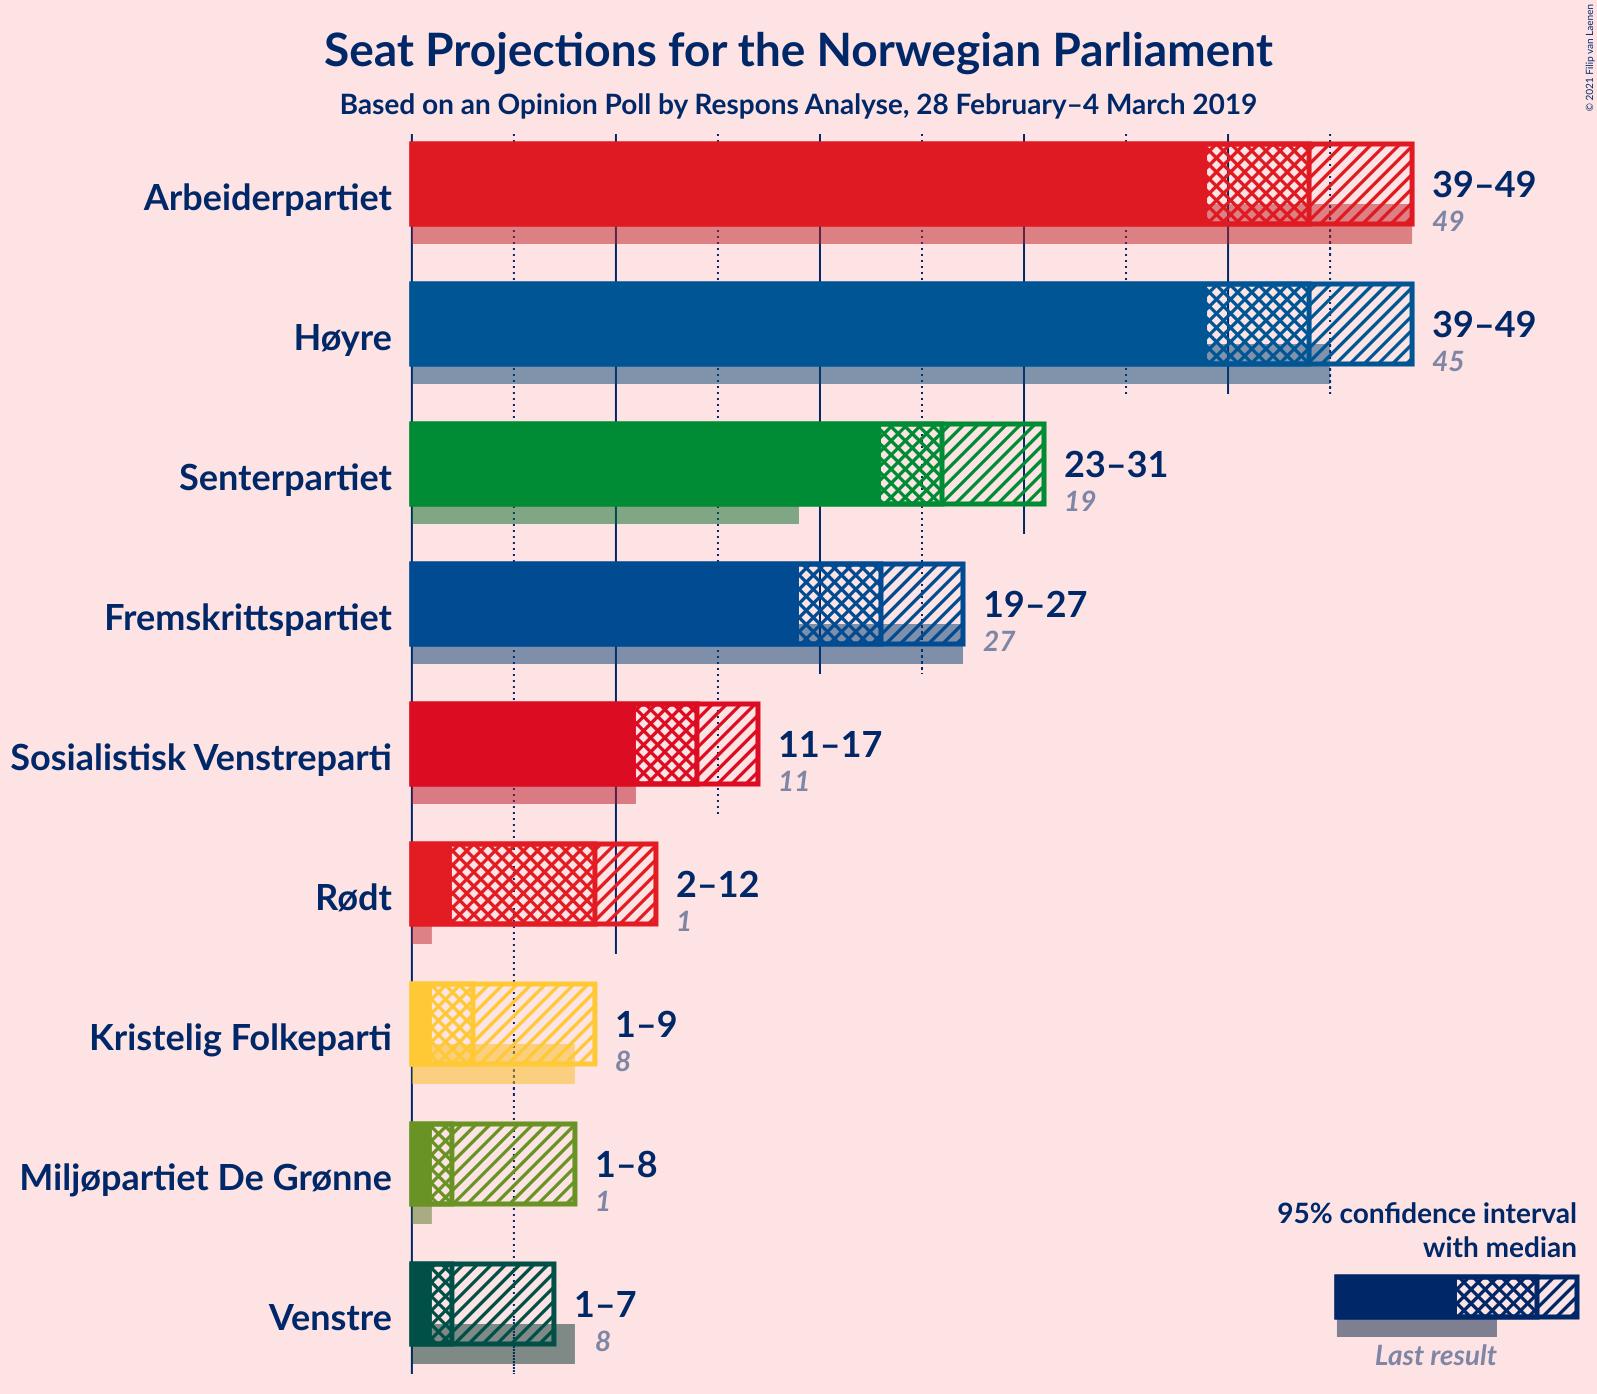 Seat Projections for the Norwegian Parliament
Based on an Opinion Poll by Respons Analyse, 28 February–4 March 2019
© 2021 Filip van Laenen
Arbeiderpartiet
39–49
49
Høyre
39–49
45
Senterpartiet
23–31
19
Fremskrittspartiet
19–27
27
Sosialistisk Venstreparti
11–17
11
Rødt
2–12
1
Kristelig Folkeparti
1–9
8
Miljøpartiet De Grønne
1–8
1
Venstre
1–7
8
95% confidence interval
with median
Last result